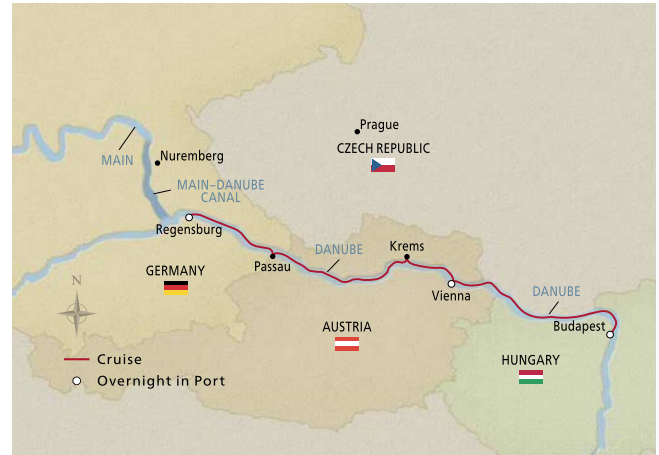 Prague
CZECH REPUBLIC
MAIN
Nuremberg
MAIN–DANUBE
CANAL
Regensburg
Passau
DANUBE
Krems
Vienna
DANUBE
Budapest
GERMANY
N
AUSTRIA
HUNGARY
Cruise
Overnight in Port